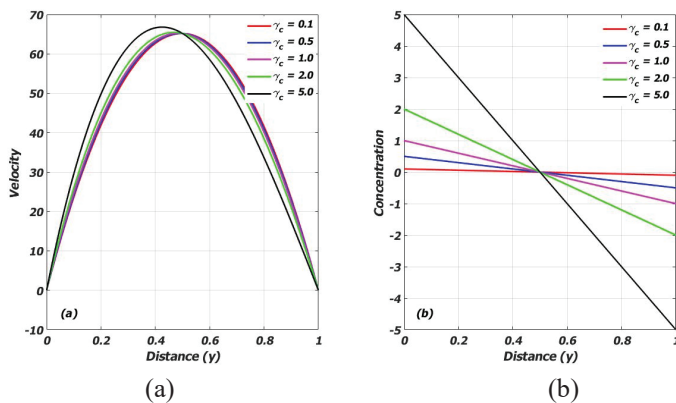 70
60
50
40
30
20
10
0
-10
Velocity
γc = 0.1
γc = 0.5
γc = 1.0
γc = 2.0
γc = 5.0
(a)
0 0.2 0.4 0.6 0.8 1
Distance (y)
(a)
5
4
3
2
1
0
-1
-2
-3
-4
-5
Concentration
γc = 0.1
γc = 0.5
γc = 1.0
γc = 2.0
γc = 5.0
(b)
0 0.2 0.4 0.6 0.8 1
Distance (y)
(b)